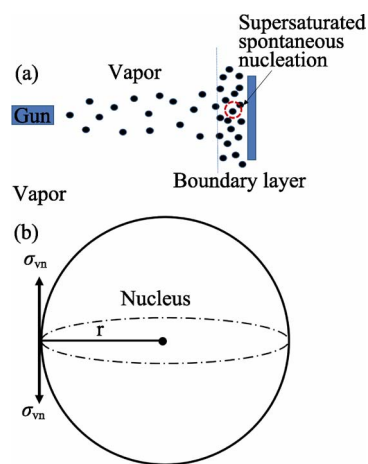 Supersaturated
spontaneous
nucleation
(a)
Vapor
Gun
Boundary layer
Vapor
(b)
σvn
Nucleus
r
σvn